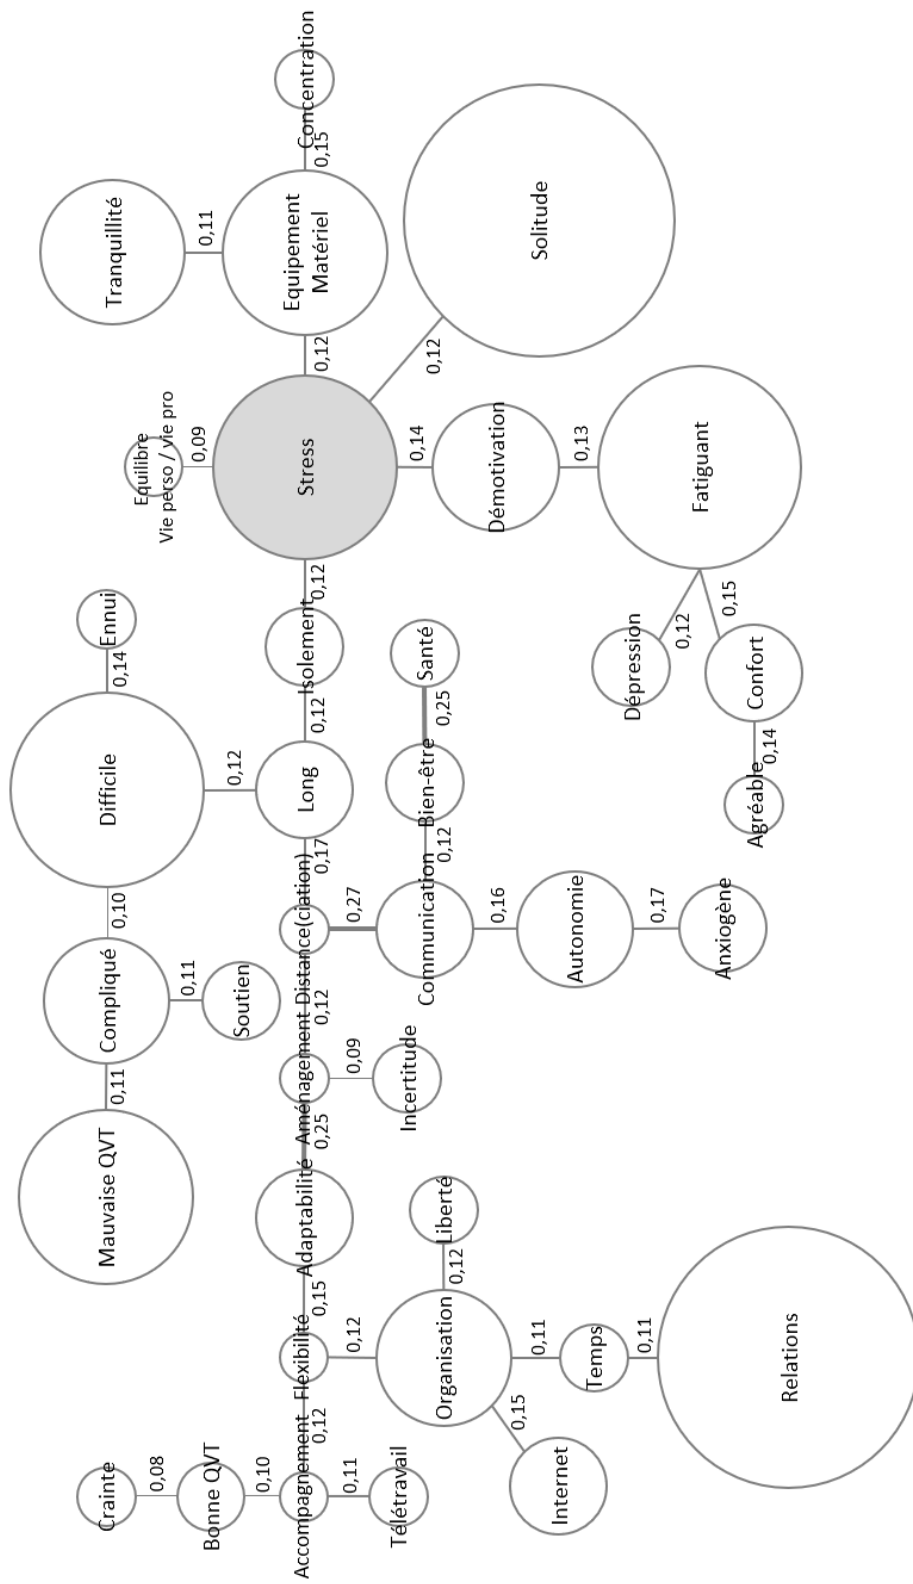 Concentration
0,15
Tranquillité
0,11
Equipement
Matériel
0,12
Solitude
0,12
Equilibre
Vie perso / vie pro
0,09
Stress
0,14
Démotivation
0,13
Fatiguant
0,12
Dépression
0,15
Confort
0,14
Agréable
0,12
Isolement
0,12
Ennui
0,14
Difficile
0,12
Long
0,17
Santé
0,25
Bien-être
0,12
Communication
0,27
Distance(ciation)
0,16
Autonomie
0,17
Anxiogène
0,10
Compliqué
0,11
Soutien
0,11
Mauvaise QVT
0,12
Aménagement
0,09
Incertitude
0,25
Adaptabilité
0,15
Flexibilité
0,12
Liberté
0,12
Organisation
0,11
Temps
0,11
Relations
0,15
Internet
0,12
Accompagnement
0,11
Télétravail
0,10
Bonne QVT
0,08
Crainte